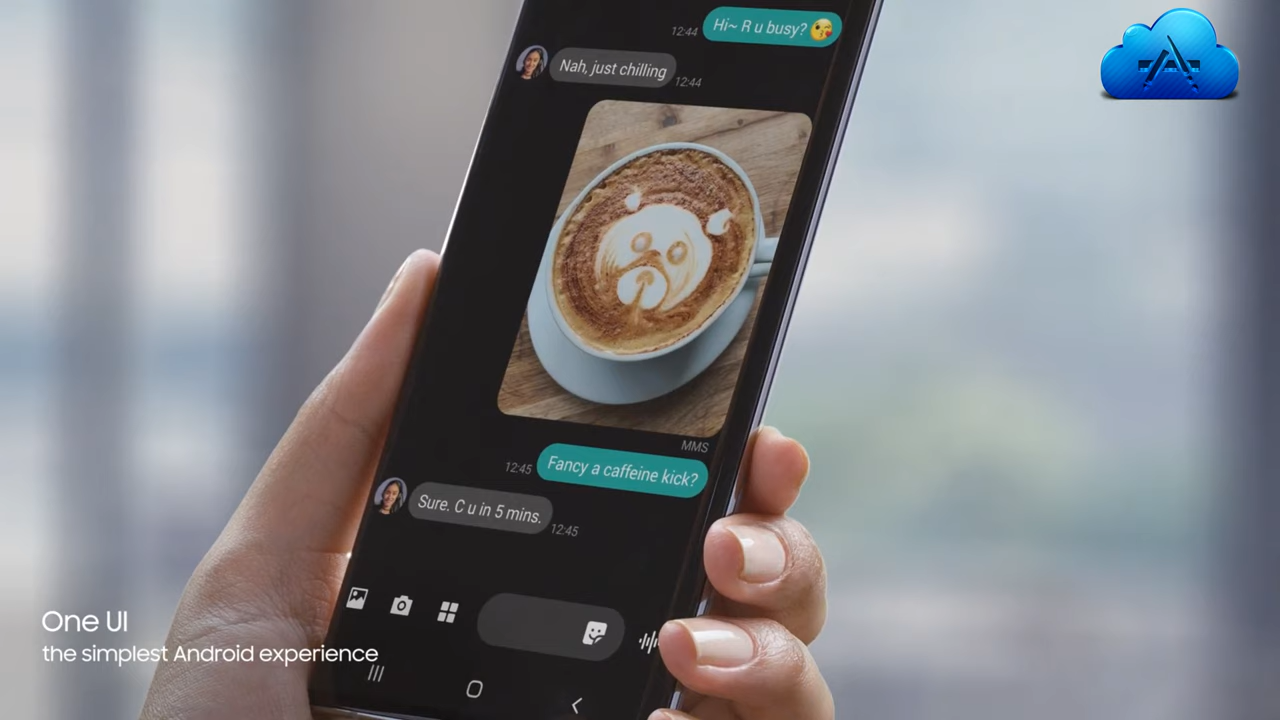 12:44
Hi~ R u busy? 😘
Nah, just chilling
12:44
MMS
12:45
Fancy a caffeine kick?
Sure. C u in 5 mins.
12:45
One UI
the simplest Android experience